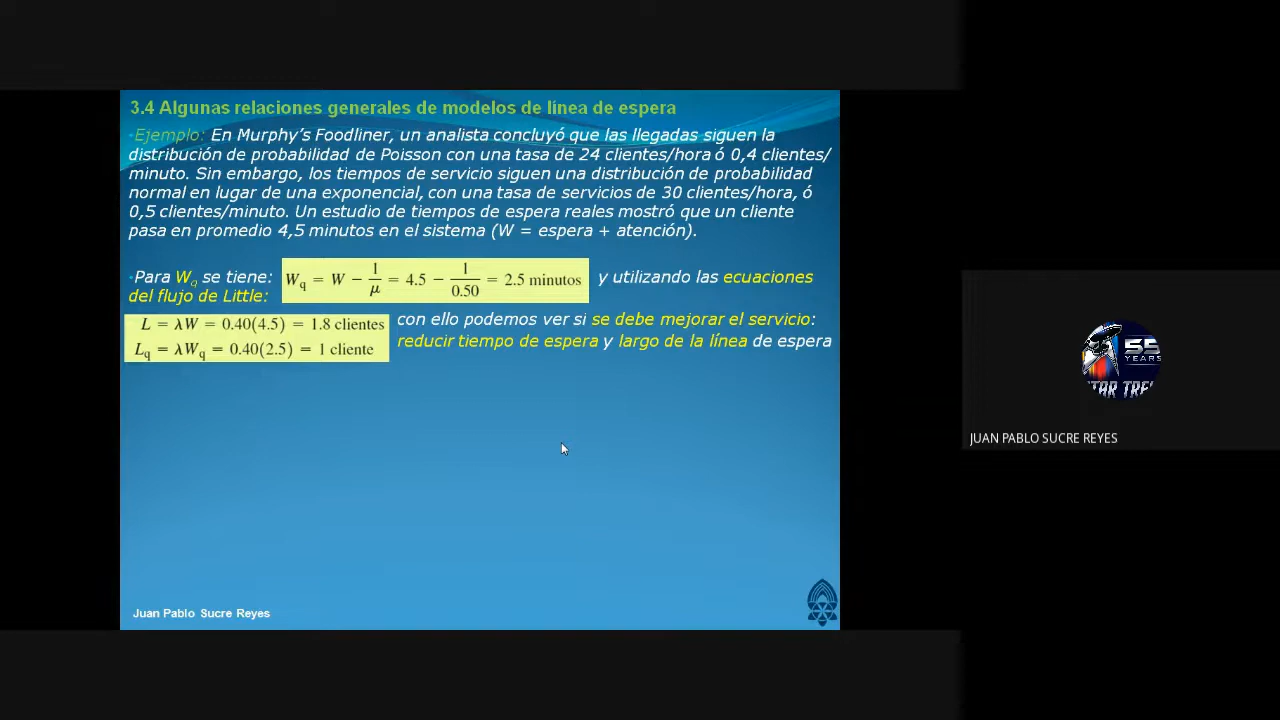 3.4 Algunas relaciones generales de modelos de línea de espera
•Ejemplo: En Murphy's Foodliner, un analista concluyó que las llegadas siguen la
distribución de probabilidad de Poisson con una tasa de 24 clientes/hora ó 0,4 clientes/
minuto. Sin embargo, los tiempos de servicio siguen una distribución de probabilidad
normal en lugar de una exponencial, con una tasa de servicios de 30 clientes/hora, ó
0,5 clientes/minuto. Un estudio de tiempos de espera reales mostró que un cliente
pasa en promedio 4,5 minutos en el sistema (W = espera + atención).
•Para Wq se tiene: Wq = W − 1/μ = 4.5 − 1/0.50 = 2.5 minutos y utilizando las ecuaciones
del flujo de Little:
L = λW = 0.40(4.5) = 1.8 clientes con ello podemos ver si se debe mejorar el servicio:
Lq = λWq = 0.40(2.5) = 1 cliente reducir tiempo de espera y largo de la línea de espera
Juan Pablo Sucre Reyes
55
YEARS
STAR TREK
JUAN PABLO SUCRE REYES